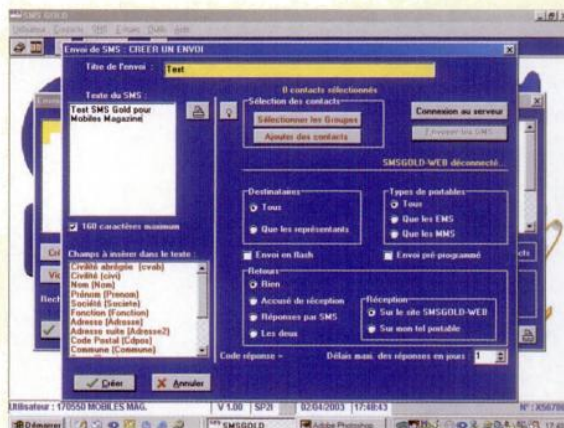 SMS GOLD
Envoi de SMS : CREER UN ENVOI
Titre de l'envoi :
Test
Texte du SMS :
Test SMS Gold pour
Mobiles Magazine
0 contacts sélectionnés
Sélection des contacts
Sélectionner les Groupes
Ajouter des contacts
Connexion au serveur
Envoyer les SMS
SMSGOLD-WEB déconnecté...
160 caractères maximum
Destinataires
Tous
Que les représentants
Types de portables
Tous
Que les EMS
Que les MMS
Envoi en flash
Envoi pré-programmé
Champs à insérer dans le texte :
Civilité abrégée (cvab)
Civilité (civi)
Nom (Nom)
Prénom (Prenom)
Société (Societe)
Fonction (Fonction)
Adresse (Adresse)
Adresse suite (Adresse2)
Code Postal (Cdpos)
Commune (Commune)
Retours
Rien
Accusé de réception
Réponses par SMS
Les deux
Réception
Sur le site SMSGOLD-WEB
Sur mon tel portable
Code réponse =
Délais maxi. des réponses en jours :
1
Créer
Annuler
Utilisateur : 170550 MOBILES MAG.
V 1.00
SP2I
02/04/2003
17:48:43
Démarrer
SMSGOLD
Adobe Photoshop